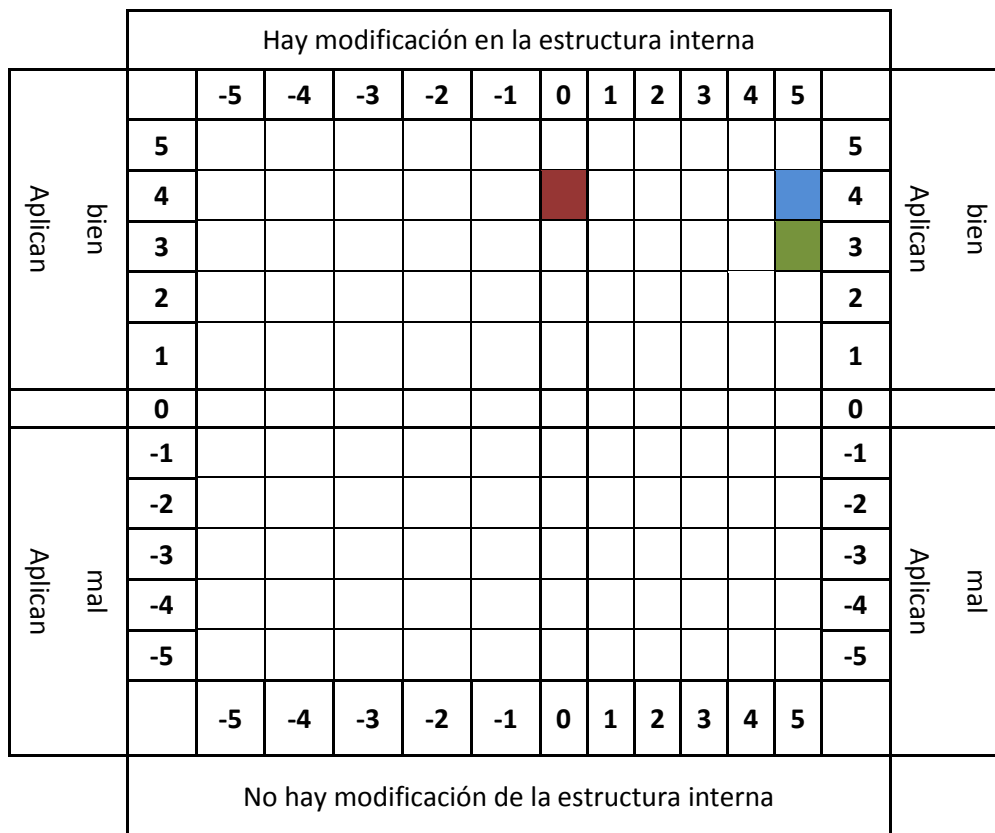 Hay modificación en la estructura interna
Aplican bien
-5 -4 -3 -2 -1 0 1 2 3 4 5
Aplican bien
5 5
4 4
3 3
2 2
1 1
0 0
Aplican mal
-1 -1
-2 -2
-3 -3
-4 -4
-5 -5
Aplican mal
-5 -4 -3 -2 -1 0 1 2 3 4 5
No hay modificación de la estructura interna